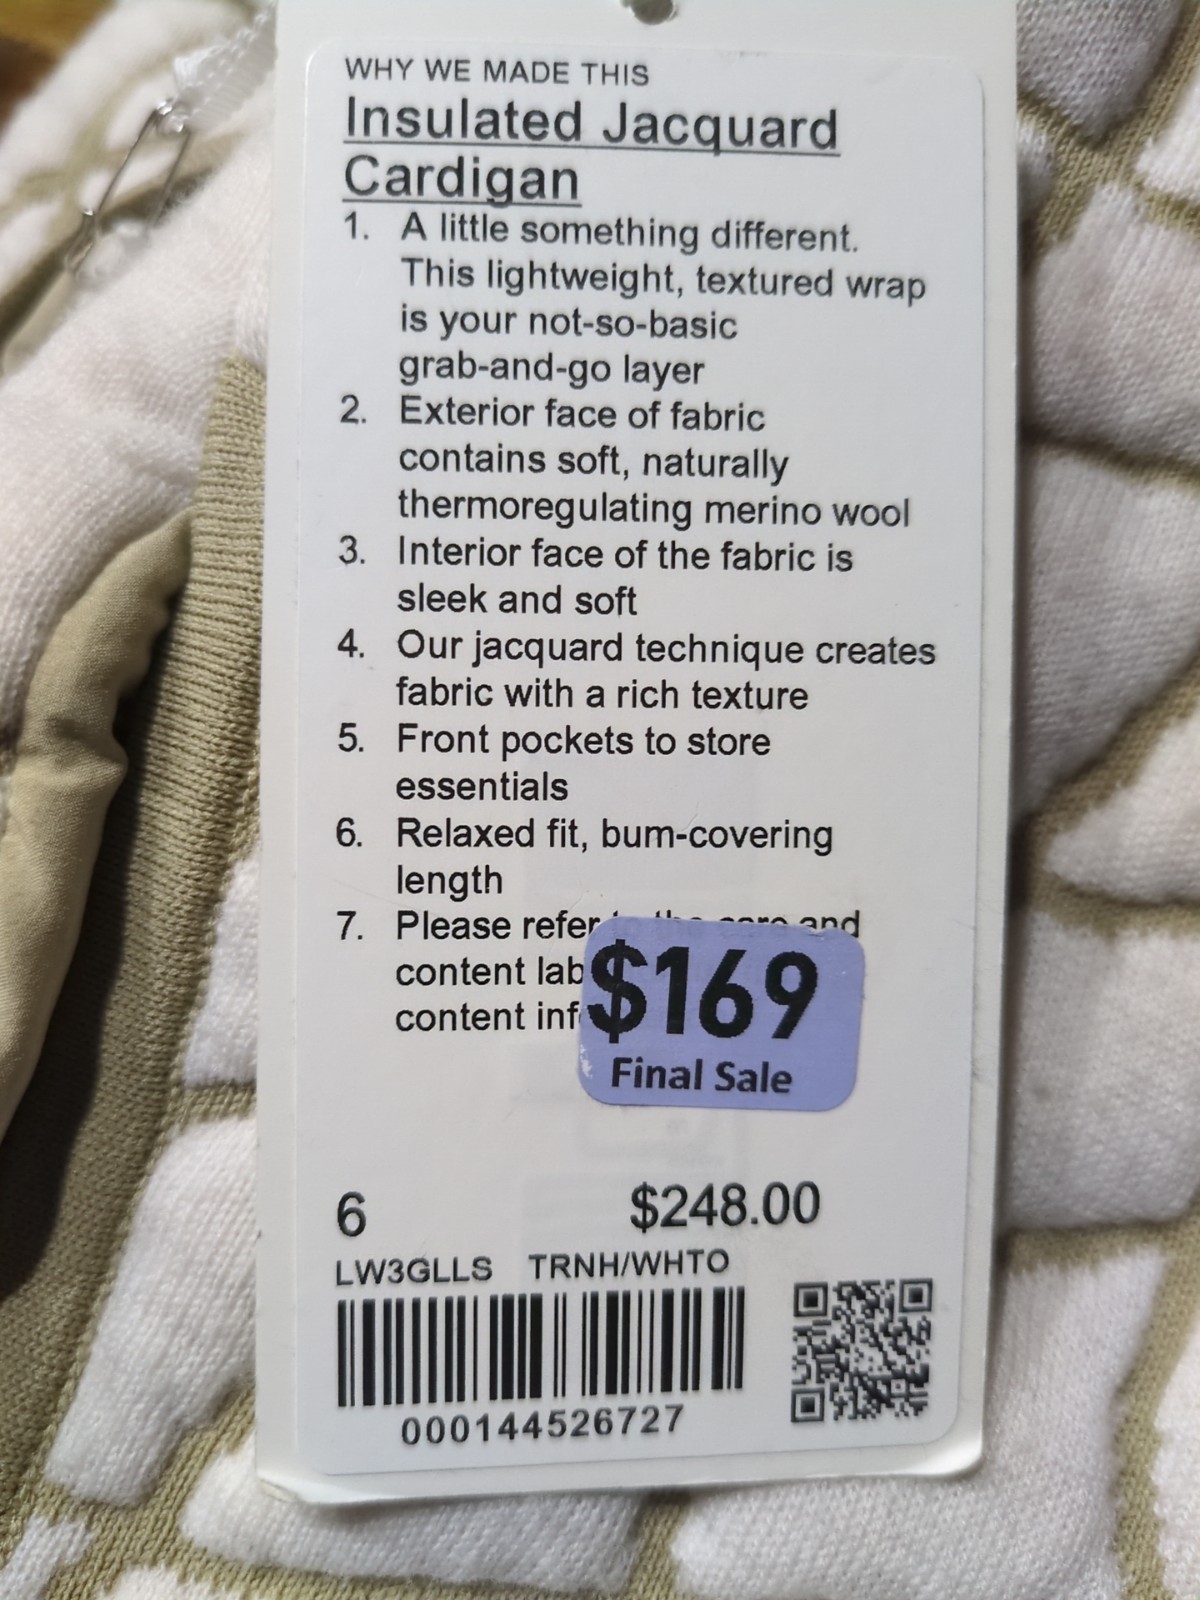 WHY WE MADE THIS
Insulated Jacquard
Cardigan
1. A little something different.
This lightweight, textured wrap
is your not-so-basic
grab-and-go layer
2. Exterior face of fabric
contains soft, naturally
thermoregulating merino wool
3. Interior face of the fabric is
sleek and soft
4. Our jacquard technique creates
fabric with a rich texture
5. Front pockets to store
essentials
6. Relaxed fit, bum-covering
length
7. Please refer to the care and
content lab
content inf
$169
Final Sale
6 $248.00
LW3GLLS TRNH/WHTO
000144526727